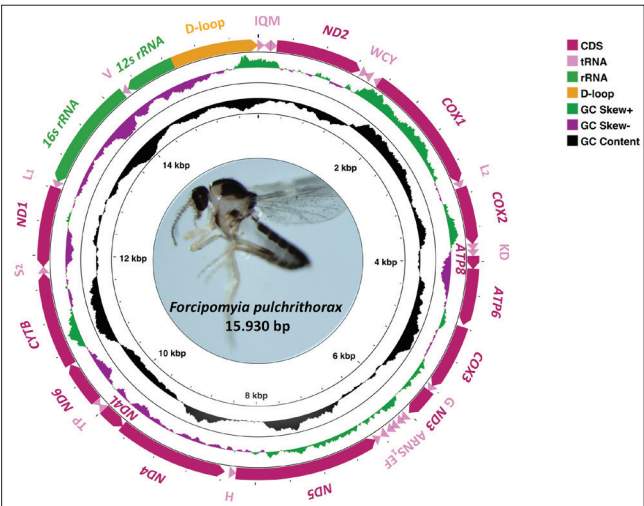 D-loop
IQM
ND2
WCY
COX1
L2
COX2
KD
ATP8
ATP6
COX3
G
ND3
ARNS1EF
ND5
H
ND4
ND4L
TP
ND6
CYTB
S2
ND1
L1
16s rRNA
V
12s rRNA
2 kbp
4 kbp
6 kbp
8 kbp
10 kbp
12 kbp
14 kbp
Forcipomyia pulchrithorax
15.930 bp
CDS
tRNA
rRNA
D-loop
GC Skew+
GC Skew-
GC Content